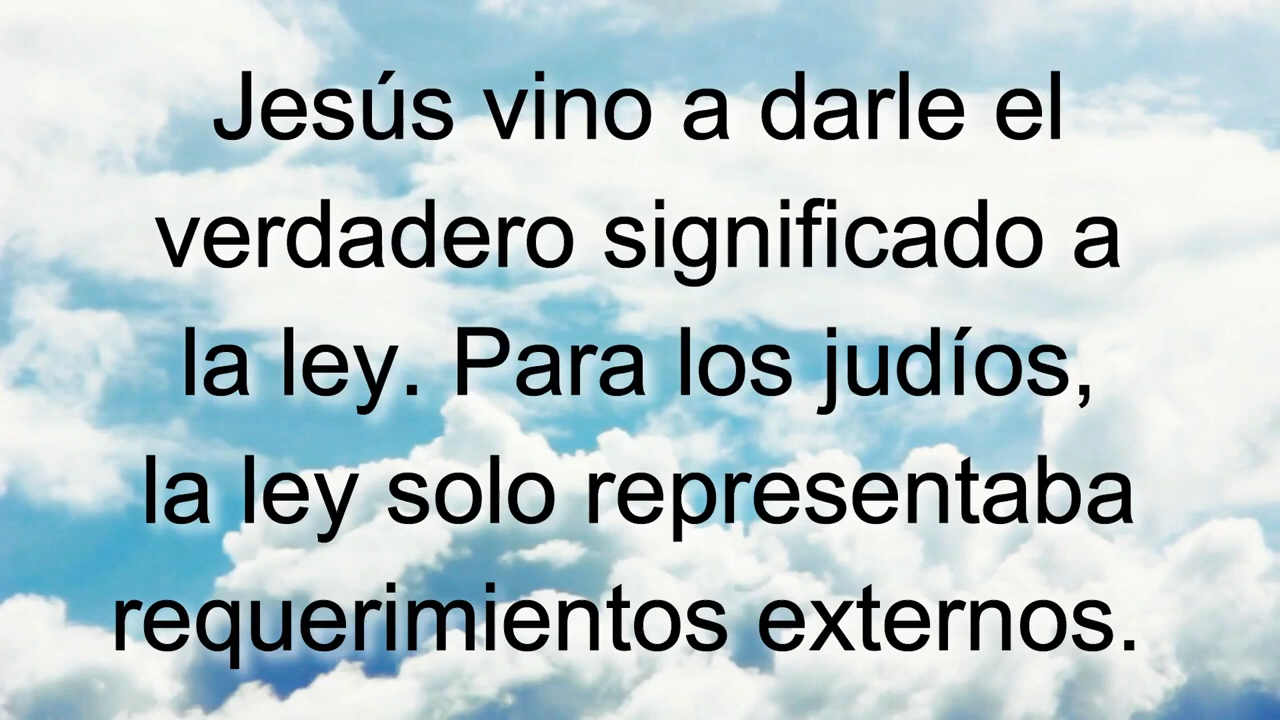 Jesús vino a darle el
verdadero significado a
la ley. Para los judíos,
la ley solo representaba
requerimientos externos.